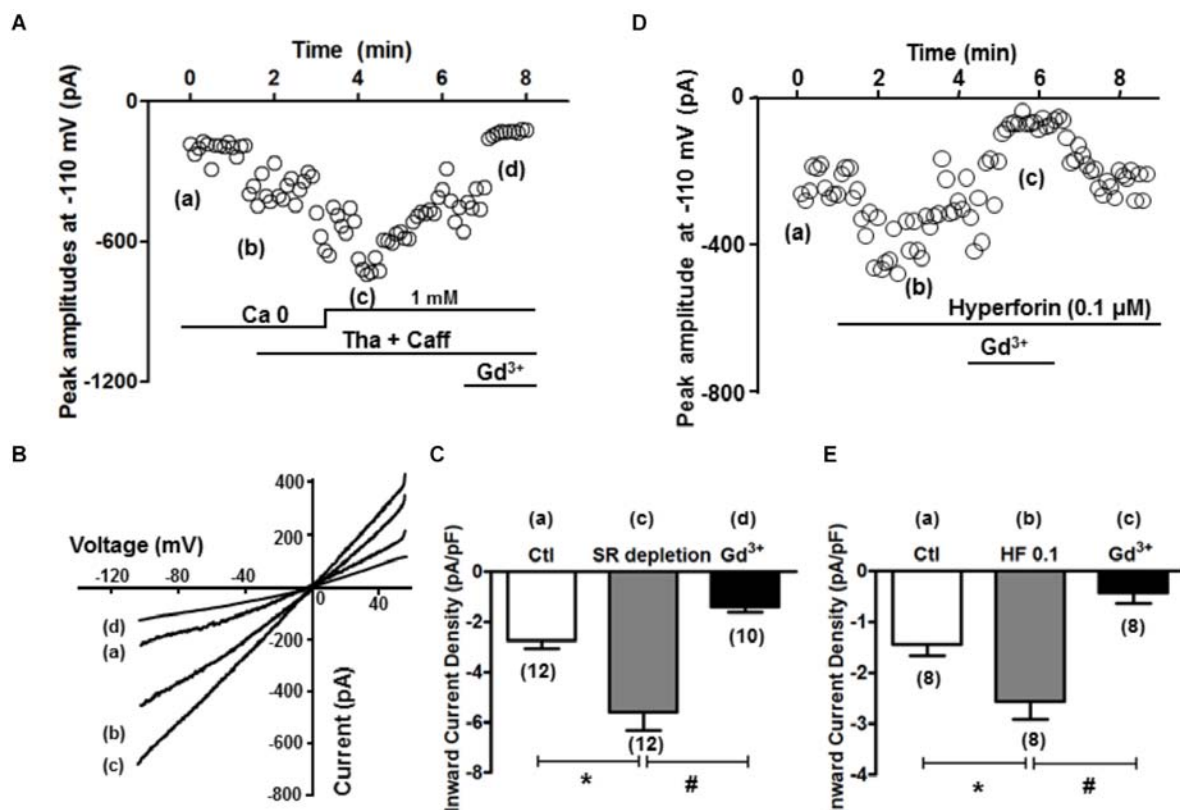 A
Time (min)
0 2 4 6 8
Peak amplitudes at -110 mV (pA)
0
-600
-1200
(a)
(b)
(c)
(d)
Ca 0
1 mM
Tha + Caff
Gd³⁺
D
Time (min)
0 2 4 6 8
Peak amplitude at -110 mV (pA)
0
-400
-800
(a)
(b)
(c)
Hyperforin (0.1 µM)
Gd³⁺
B
Voltage (mV)
-120 -80 -40 0 40
400
200
-200
-400
-600
-800
Current (pA)
(d)
(a)
(b)
(c)
C
(a) (c) (d)
Ctl SR depletion Gd³⁺
Inward Current Density (pA/pF)
0
-2
-4
-6
-8
(12)
(12)
(10)
* #
E
(a) (b) (c)
Ctl HF 0.1 Gd³⁺
nward Current Density (pA/pF)
0
-1
-2
-3
-4
(8)
(8)
(8)
* #